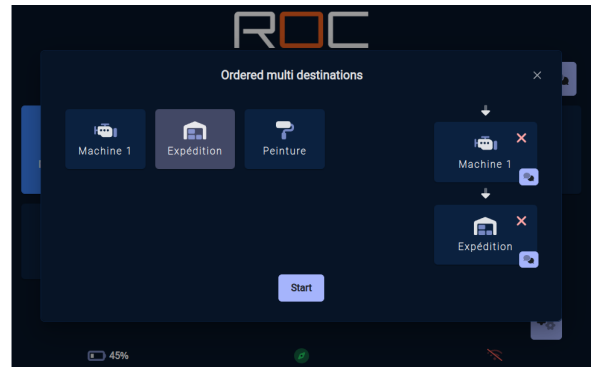 ROC
Ordered multi destinations
Machine 1
Expédition
Peinture
Machine 1
Expédition
Start
45%